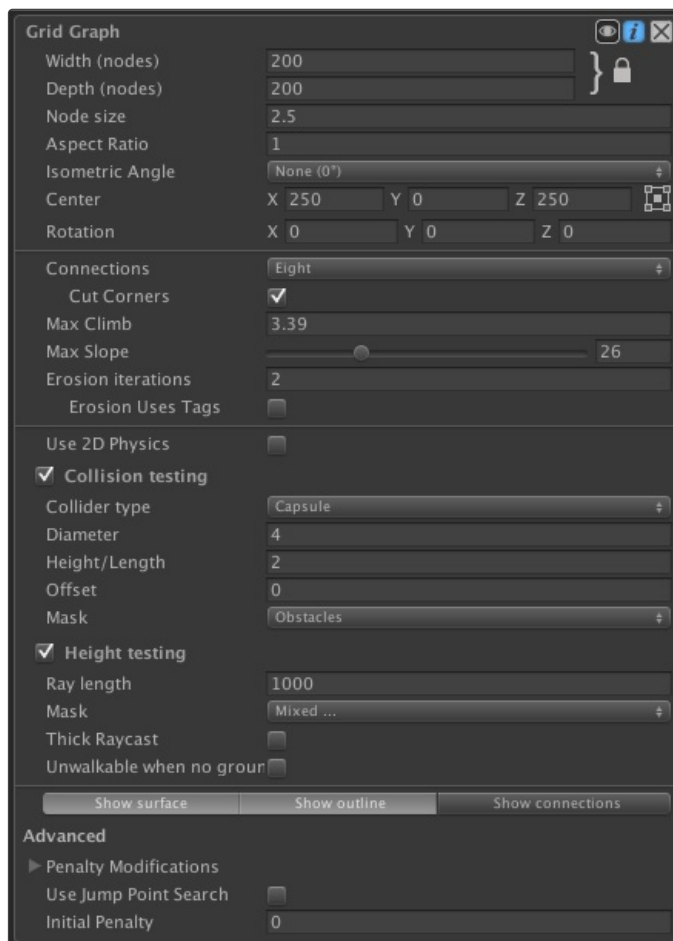 Grid Graph
Width (nodes) 200
Depth (nodes) 200
Node size 2.5
Aspect Ratio 1
Isometric Angle None (0°)
Center X 250 Y 0 Z 250
Rotation X 0 Y 0 Z 0
Connections Eight
Cut Corners
Max Climb 3.39
Max Slope 26
Erosion iterations 2
Erosion Uses Tags
Use 2D Physics
Collision testing
Collider type Capsule
Diameter 4
Height/Length 2
Offset 0
Mask Obstacles
Height testing
Ray length 1000
Mask Mixed ...
Thick Raycast
Unwalkable when no groun
Show surface Show outline Show connections
Advanced
Penalty Modifications
Use Jump Point Search
Initial Penalty 0